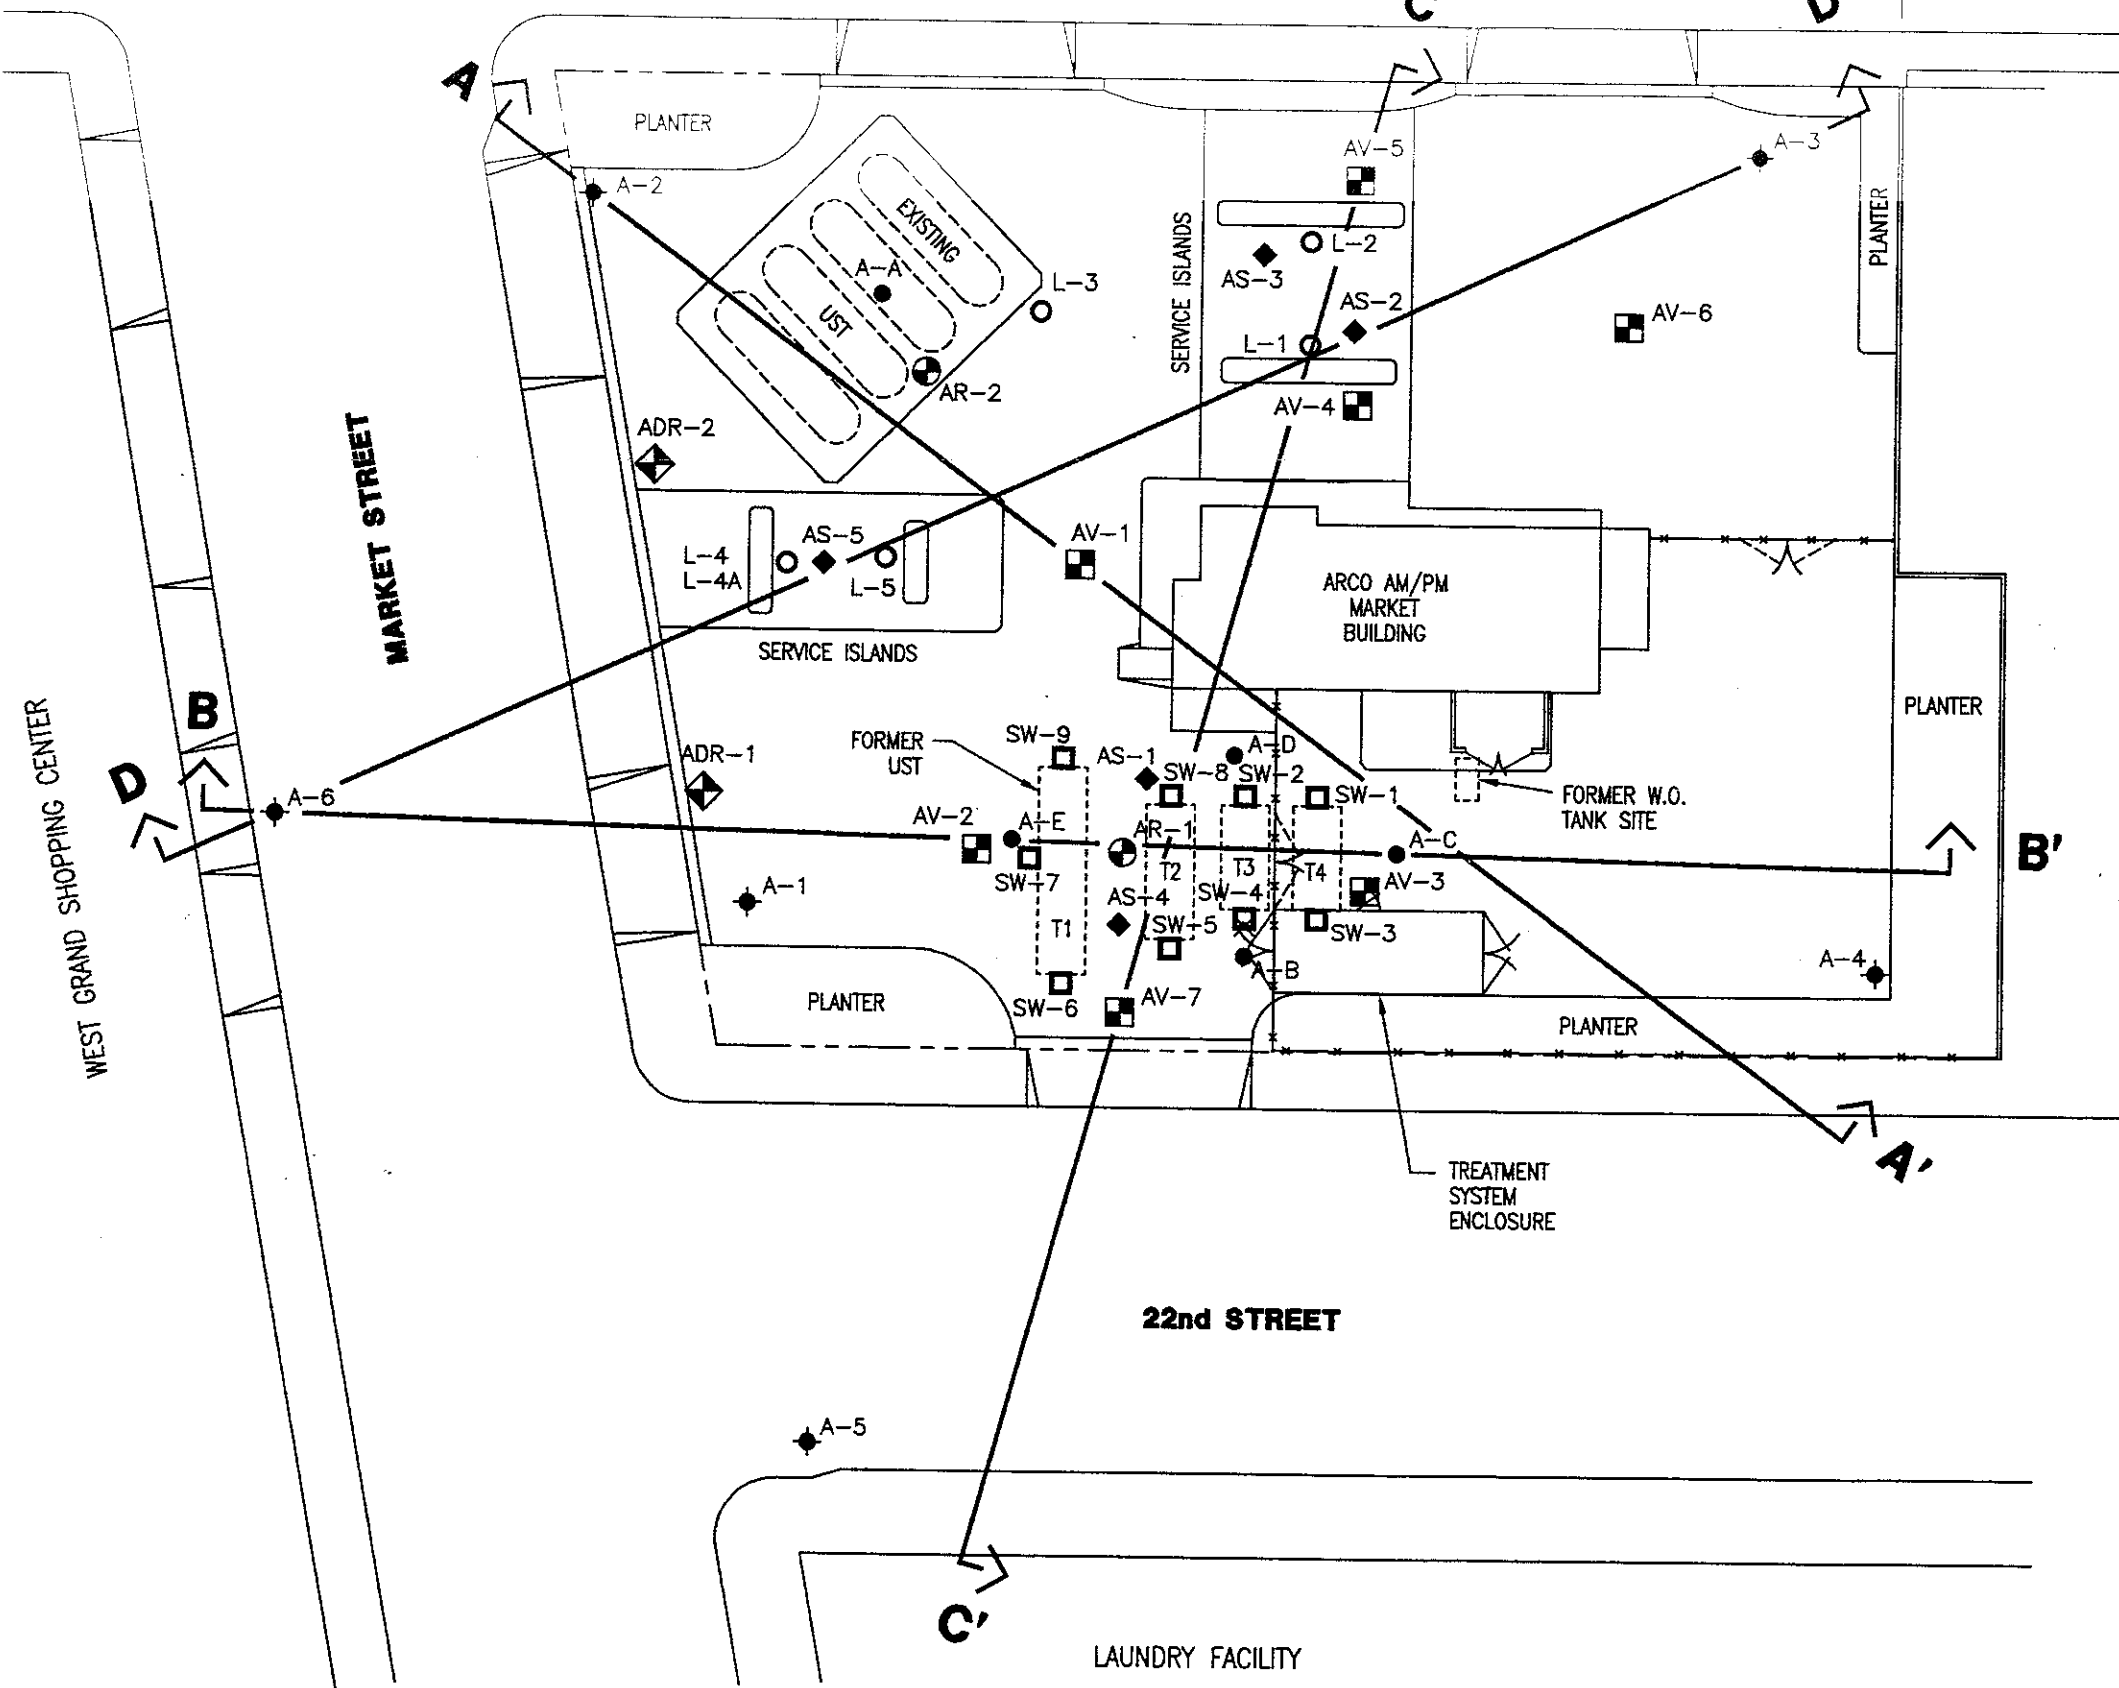 C'
D'
A
PLANTER
A-2
AV-5
A-3
PLANTER
EXISTING
A-A
UST
L-3
SERVICE ISLANDS
L-2
AS-3
AS-2
AV-6
L-1
AR-2
AV-4
ADR-2
MARKET STREET
AS-5
L-4
L-4A
L-5
AV-1
ARCO AM/PM
MARKET
BUILDING
SERVICE ISLANDS
WEST GRAND SHOPPING CENTER
B
D
A-6
ADR-1
FORMER
UST
SW-9
AS-1
SW-8
A-D
SW-2
SW-1
PLANTER
FORMER W.O.
TANK SITE
AV-2
A-E
AR-1
A-C
B'
SW-7
T2
T3
T4
AV-3
A-1
AS-4
SW-4
T1
SW-5
SW-3
A-B
A-4
PLANTER
SW-6
AV-7
PLANTER
A'
TREATMENT
SYSTEM
ENCLOSURE
22nd STREET
A-5
C'
LAUNDRY FACILITY